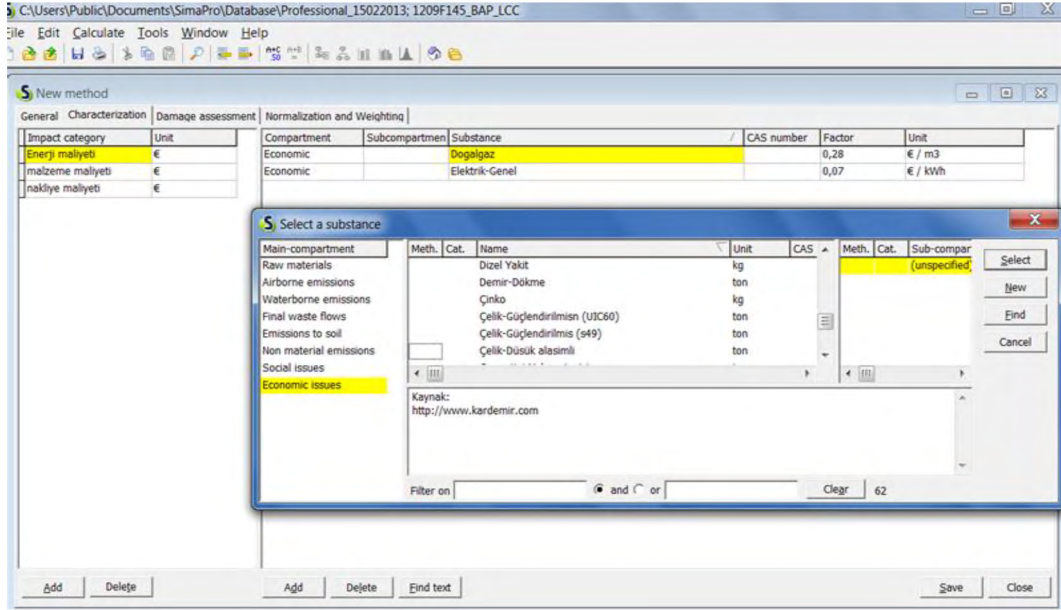 C:\Users\Public\Documents\SimaPro\Database\Professional_15022013; 1209F145_BAP_LCC
File Edit Calculate Tools Window Help
New method
General Characterization Damage assessment Normalization and Weighting
Impact category Unit Compartment Subcompartmen Substance CAS number Factor Unit
Enerji maliyeti € Economic Dogalgaz 0,28 € / m3
malzeme maliyeti € Economic Elektrik-Genel 0,07 € / kWh
nakliye maliyeti €
Select a substance
Main-compartment Meth. Cat. Name Unit CAS Meth. Cat. Sub-compar
Raw materials Dizel Yakit kg (unspecified) Select
Airborne emissions Demir-Dökme ton New
Waterborne emissions Çinko kg
Final waste flows Çelik-Güçlendirilmisn (UIC60) ton Find
Emissions to soil Çelik-Güçlendirilmis (s49) ton
Non material emissions Çelik-Düsük alasimli ton Cancel
Social issues
Economic issues
Kaynak:
http://www.kardemir.com
Filter on and or Clear 62
Add Delete Add Delete Find text Save Close